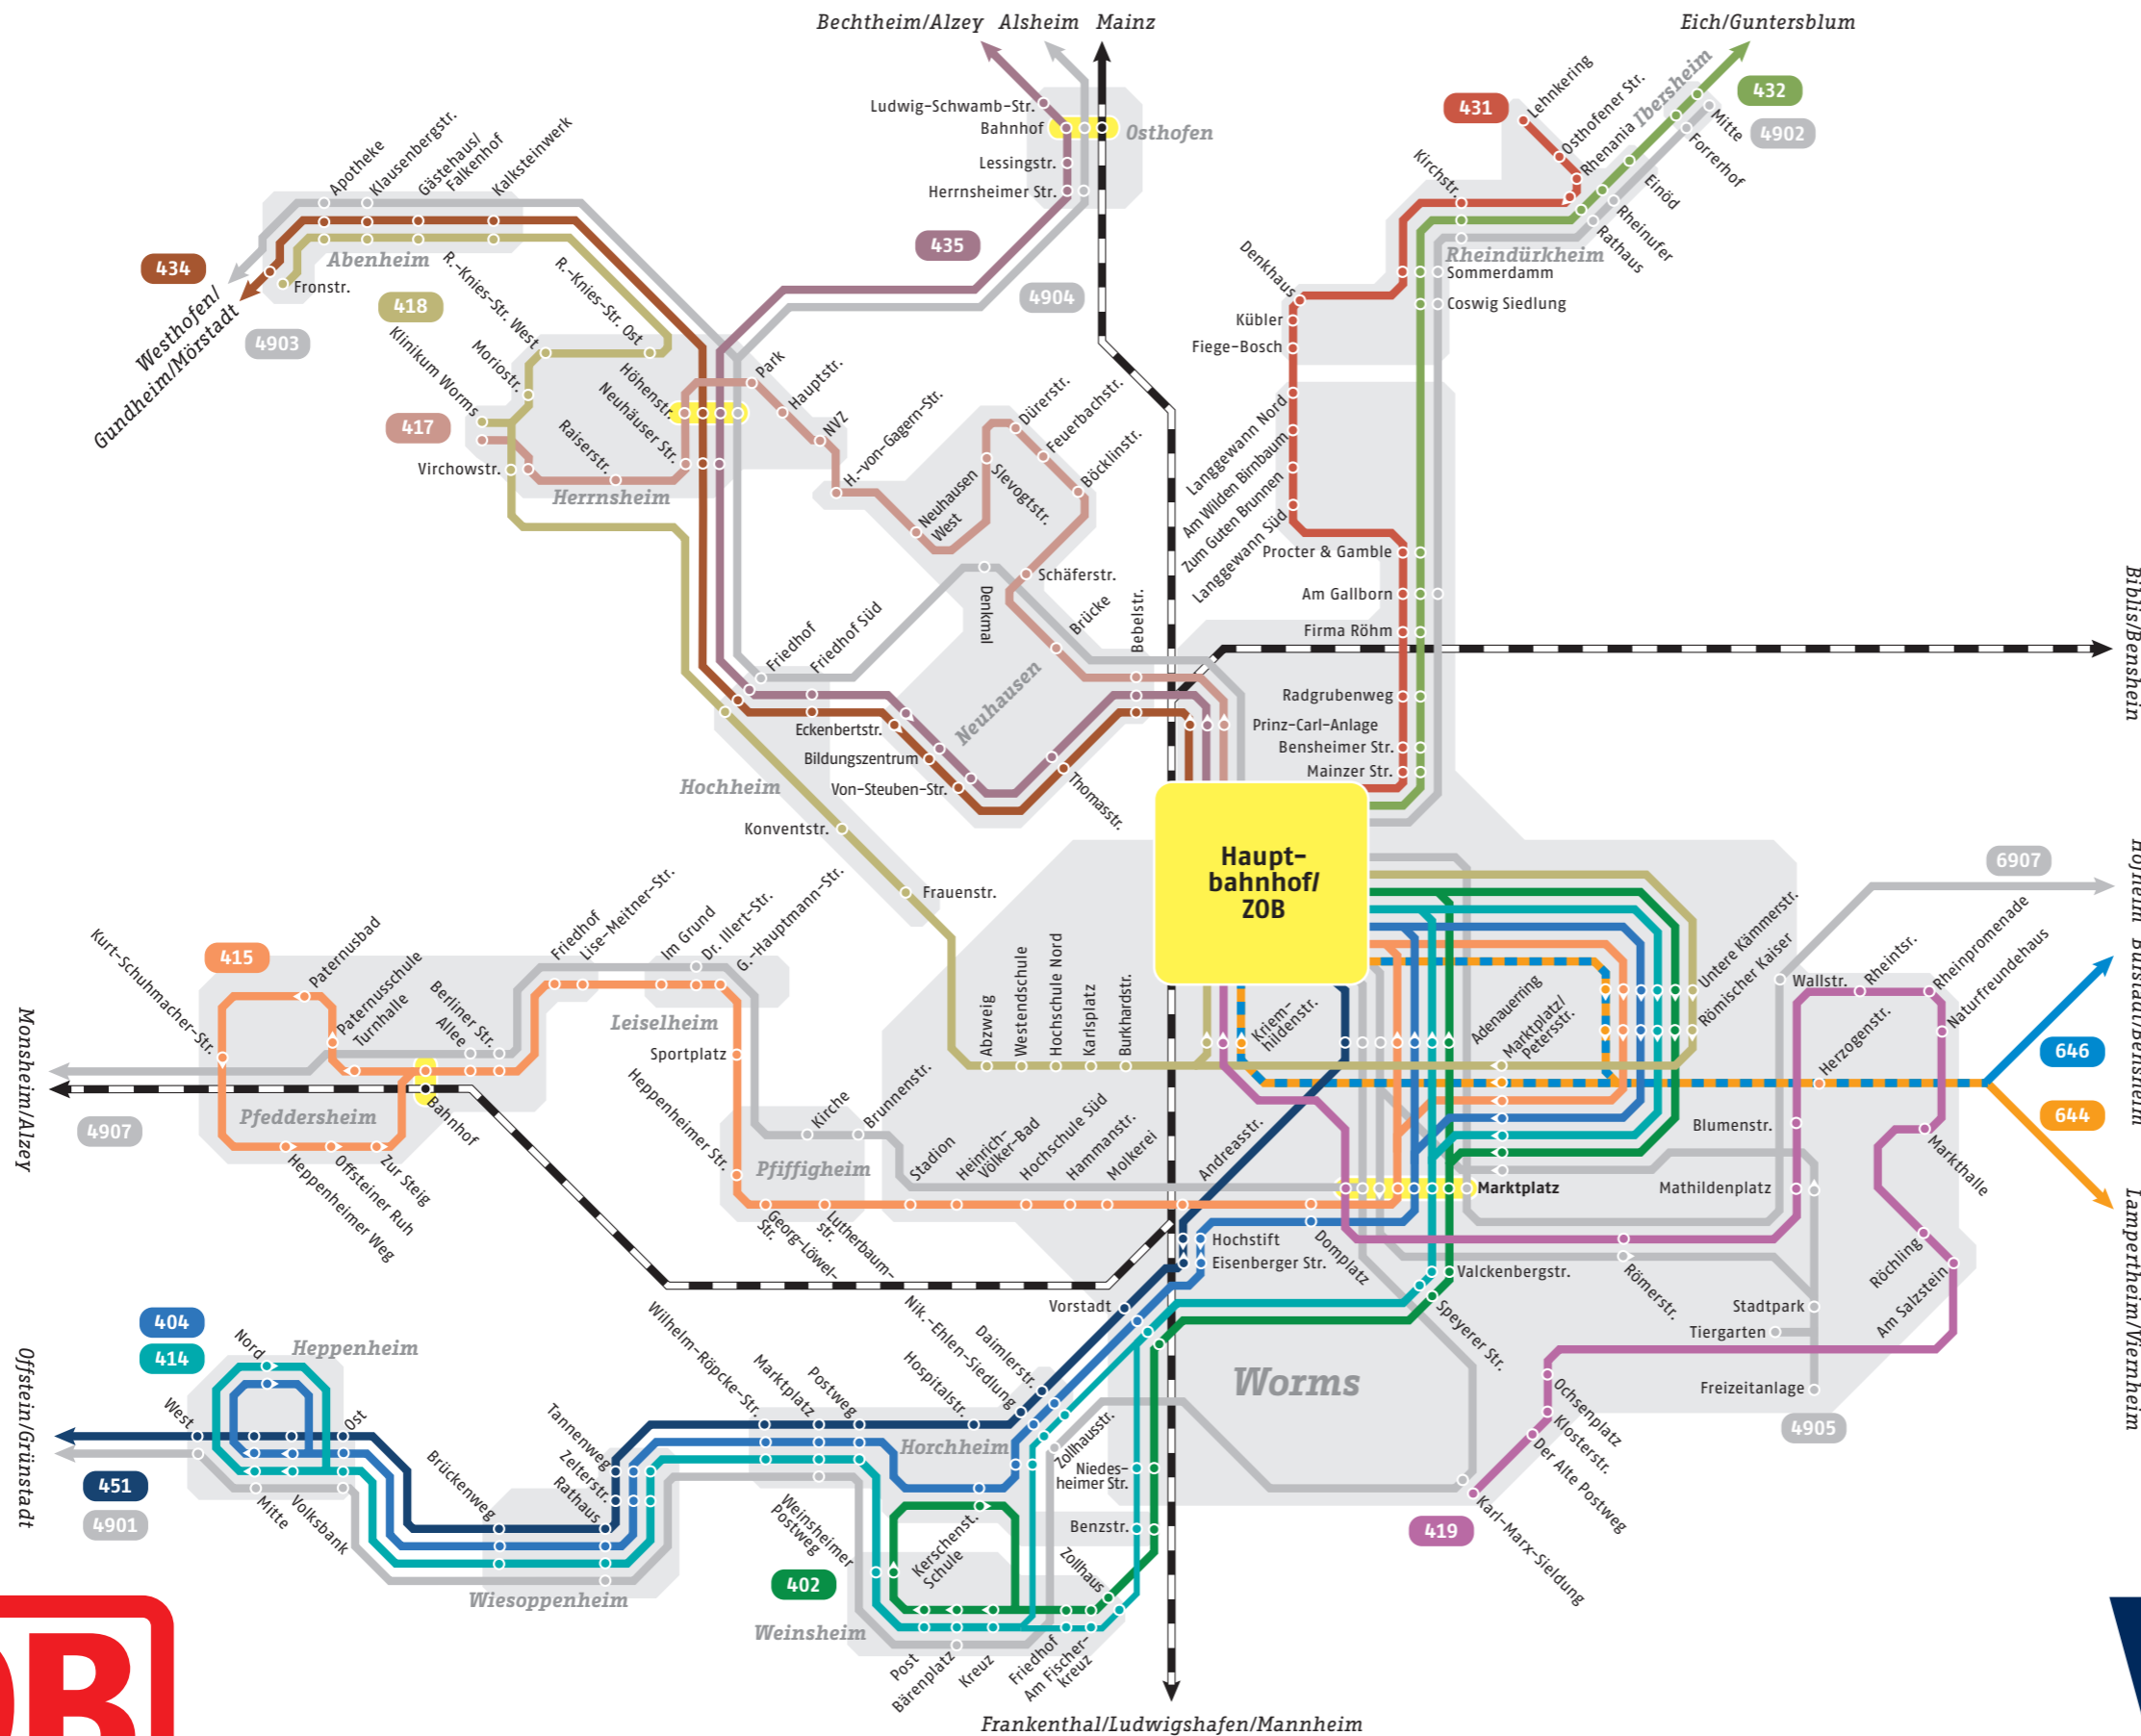 Bechtheim/Alzey
Alsheim
Mainz
Eich/Guntersblum
Ludwig-Schwamb-Str.
Bahnhof
Osthofen
Lessingstr.
Herrnsheimer Str.
435
4904
431
Lehnkering
Osthofener Str.
Rhenania
Ibersheim
432
4902
Mitte
Forrerhof
Einöd
Rheinufer
Rathaus
Kirchstr.
Rheindürkheim
Sommerdamm
Coswig Siedlung
Denkhaus
Kübler
Fiege-Bosch
Langgewann Nord
Am Wilden Birnbaum
Zum Guten Brunnen
Langgewann Süd
Procter & Gamble
Am Gallborn
Firma Röhm
Radgrubenweg
Prinz-Carl-Anlage
Bensheimer Str.
Mainzer Str.
Biblis/Benshein
Apotheke
Klausenbergstr.
Gästehaus/
Falkenhof
Kalksteinwerk
Abenheim
434
Fronstr.
418
4903
Westhofen/
Gundheim/Mörstadt
R.-Knies-Str. West
R.-Knies-Str. Ost
Klinikum Worms
Moriostr.
417
Höhenstr.
Neuhäuser Str.
Raiserstr.
Virchowstr.
Herrnsheim
Park
Hauptstr.
NVZ
H.-von-Gagern-Str.
Neuhausen
West
Slevogtstr.
Dürerstr.
Feuerbachstr.
Böcklinstr.
Schäferstr.
Denkmal
Brücke
Bebelstr.
Friedhof
Friedhof Süd
Neuhausen
Eckenbertstr.
Bildungszentrum
Von-Steuben-Str.
Thomasstr.
Hochheim
Konventstr.
Frauenstr.
Haupt-
bahnhof/
ZOB
6907
Kurt-Schuhmacher-Str.
415
Paternusbad
Paternusschule
Turnhalle
Berliner Str.
Allee
Friedhof
Lise-Meitner-Str.
Im Grund
Dr. Illert-Str.
G.-Hauptmann-Str.
Leiselheim
Sportplatz
Heppenheimer Str.
Monsheim/Alzey
4907
Pfeddersheim
Bahnhof
Heppenheimer Weg
Offsteiner Ruh
Zur Steig
Kirche
Brunnenstr.
Pfiffigheim
Georg-Löwel-
Str.
Lutherbaum-
str.
Stadion
Heinrich-
Völker-Bad
Hochschule Süd
Hammanstr.
Molkerei
Andreasstr.
Abzweig
Westendschule
Hochschule Nord
Karlsplatz
Burkhardstr.
Kriem-
hildenstr.
Adenauerring
Marktplatz/
Petersstr.
Untere Kämmerstr.
Römischer Kaiser
Wallstr.
Rheintsr.
Rheinpromenade
Naturfreundehaus
Herzogenstr.
646
644
Lampertheim/Viernheim
Blumenstr.
Markthalle
Mathildenplatz
Marktplatz
Röchling
Am Salzstein
Hochstift
Eisenberger Str.
Domplatz
Valckenbergstr.
Speyerer Str.
Römerstr.
Stadtpark
Tiergarten
Freizeitanlage
4905
Worms
Ochsenplatz
Klosterstr.
Der Alte Postweg
Karl-Marx-Sieldung
419
404
414
Nord
Heppenheim
West
Ost
Offstein/Grünstadt
451
4901
Mitte
Volksbank
Brückenweg
Tannenweg
Zelterstr.
Rathaus
Wiesoppenheim
Wilhelm-Röpcke-Str.
Marktplatz
Postweg
Hospitalstr.
Nik.-Ehlen-Siedlung
Daimlerstr.
Vorstadt
Horchheim
Zollhausstr.
Niedes-
heimer Str.
Benzstr.
Zollhaus
Weinsheimer
Postweg
402
Kerschenst.
Schule
Weinsheim
Post
Bärenplatz
Kreuz
Friedhof
Am Fischer-
kreuz
Frankenthal/Ludwigshafen/Mannheim